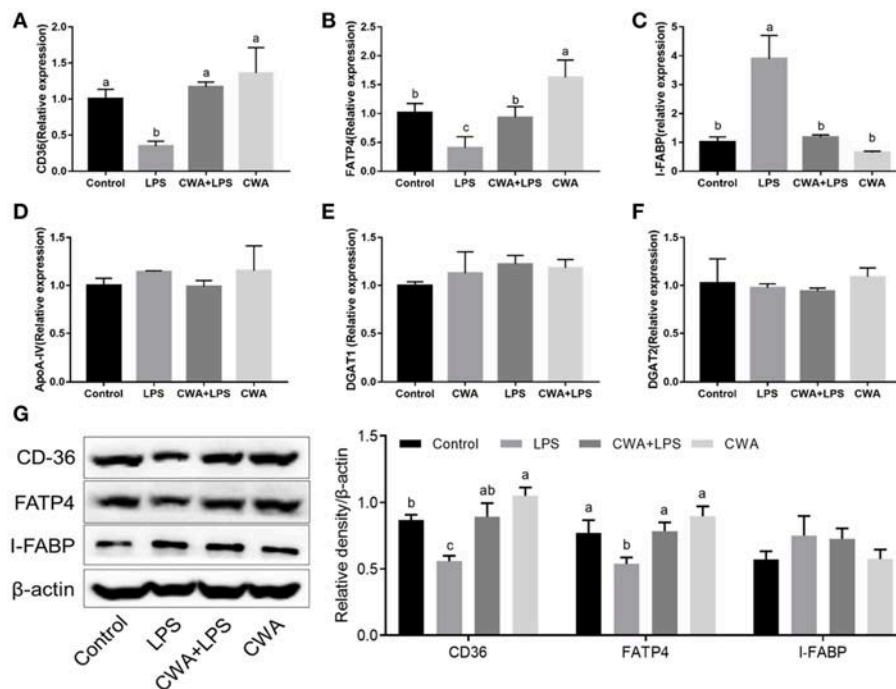 A
CD36(Relative expression)
1.5
1.0
0.5
0.0
a
b
a
a
Control LPS CWA+LPS CWA
B
FATP4(Relative expression)
2.0
1.5
1.0
0.5
0.0
b
c
b
a
Control LPS CWA+LPS CWA
C
I-FABP(relative expression)
5
4
3
2
1
0
b
a
b
b
Control LPS CWA+LPS CWA
D
ApoA-IV(Relative expression)
1.5
1.0
0.5
0.0
Control LPS CWA+LPS CWA
E
DGAT1 (Relative expression)
1.5
1.0
0.5
0.0
Control CWA LPS CWA+LPS
F
DGAT2(Relative expression)
1.5
1.0
0.5
0.0
Control LPS CWA+LPS CWA
G
CD-36
FATP4
I-FABP
β-actin
Control LPS CWA+LPS CWA
Relative density/β-actin
1.5
1.0
0.5
0.0
Control LPS CWA+LPS CWA
b
c
ab
a
a
b
a
a
CD36 FATP4 I-FABP